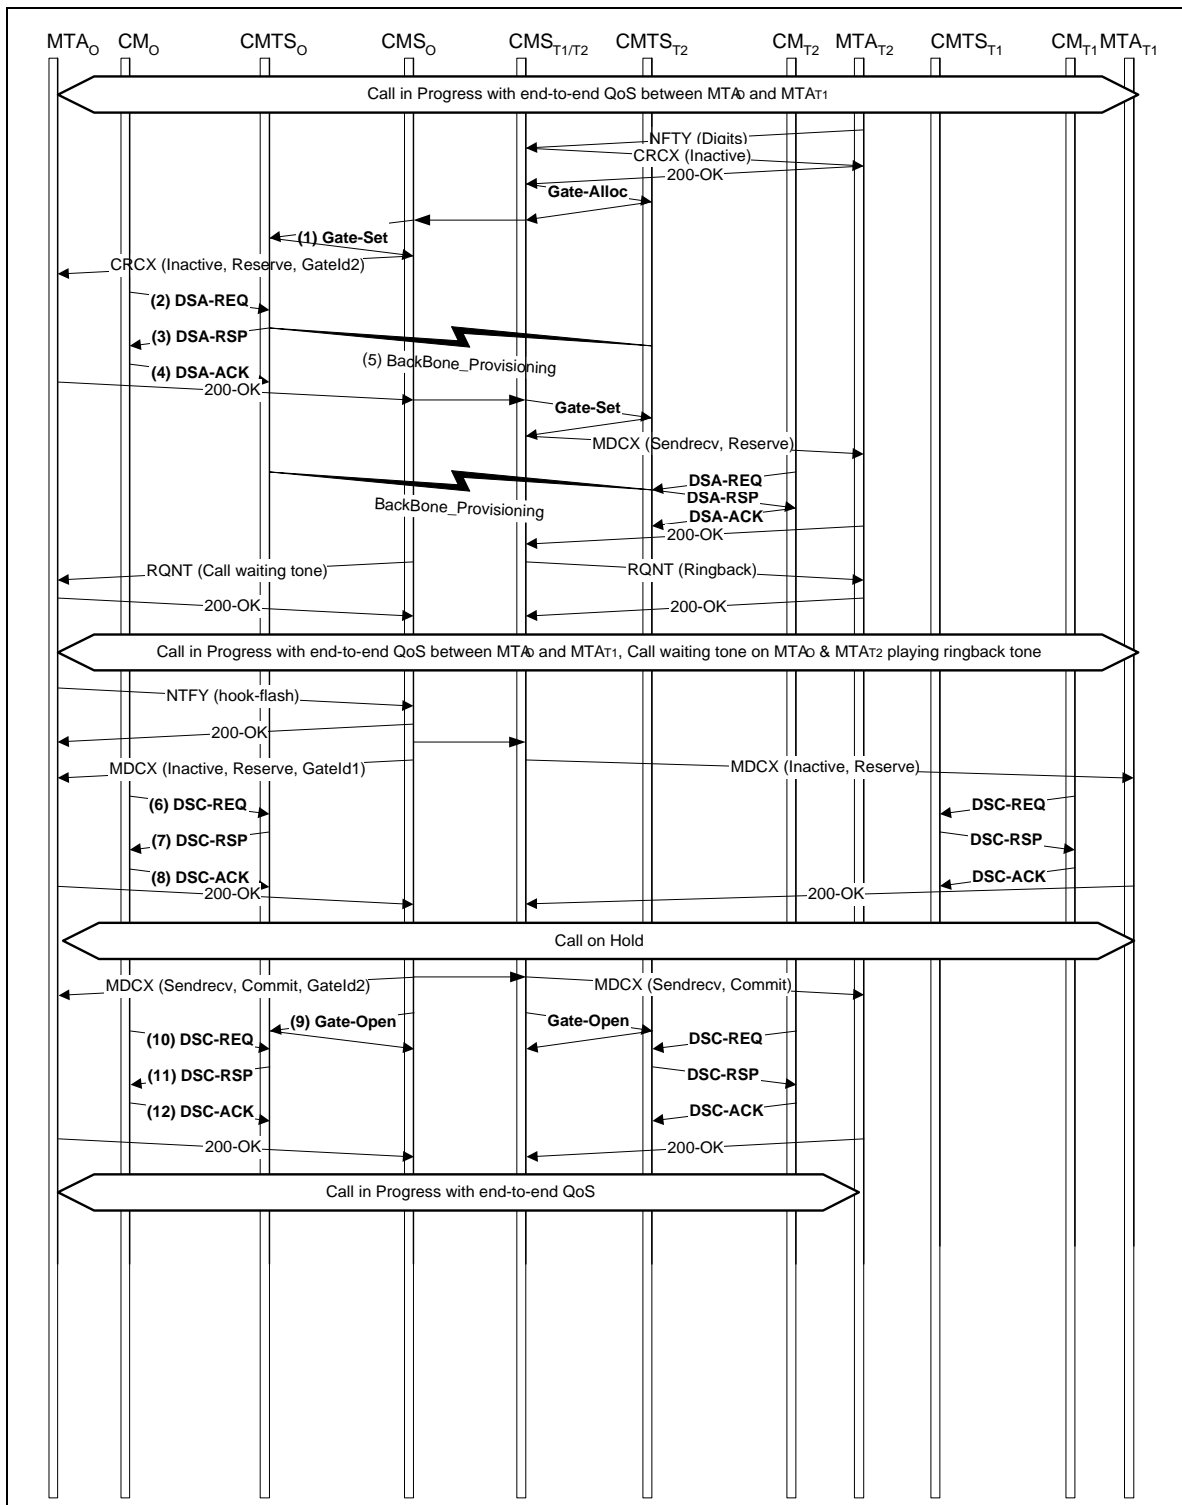 MTAO CMO CMTSO CMSO CMST1/T2 CMTST2 CMT2 MTAT2 CMTST1 CMT1 MTAT1
Call in Progress with end-to-end QoS between MTAO and MTAT1
NFTY (Digits)
CRCX (Inactive)
200-OK
Gate-Alloc
(1) Gate-Set
CRCX (Inactive, Reserve, GateId2)
(2) DSA-REQ
(3) DSA-RSP
(5) BackBone_Provisioning
(4) DSA-ACK
200-OK
Gate-Set
MDCX (Sendrecv, Reserve)
DSA-REQ
DSA-RSP
BackBone_Provisioning
DSA-ACK
200-OK
RQNT (Call waiting tone) RQNT (Ringback)
200-OK 200-OK
Call in Progress with end-to-end QoS between MTAO and MTAT1, Call waiting tone on MTAO & MTAT2 playing ringback tone
NTFY (hook-flash)
200-OK
MDCX (Inactive, Reserve, GateId1) MDCX (Inactive, Reserve)
(6) DSC-REQ DSC-REQ
(7) DSC-RSP DSC-RSP
(8) DSC-ACK DSC-ACK
200-OK 200-OK
Call on Hold
MDCX (Sendrecv, Commit, GateId2) MDCX (Sendrecv, Commit)
(9) Gate-Open Gate-Open
(10) DSC-REQ DSC-REQ
(11) DSC-RSP DSC-RSP
(12) DSC-ACK DSC-ACK
200-OK 200-OK
Call in Progress with end-to-end QoS